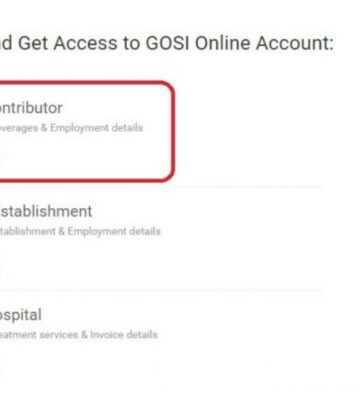 nd Get Access to GOSI Online Account:
ontributor
overages & Employment details
stablishment
tablishment & Employment details
ospital
eatment services & Invoice details